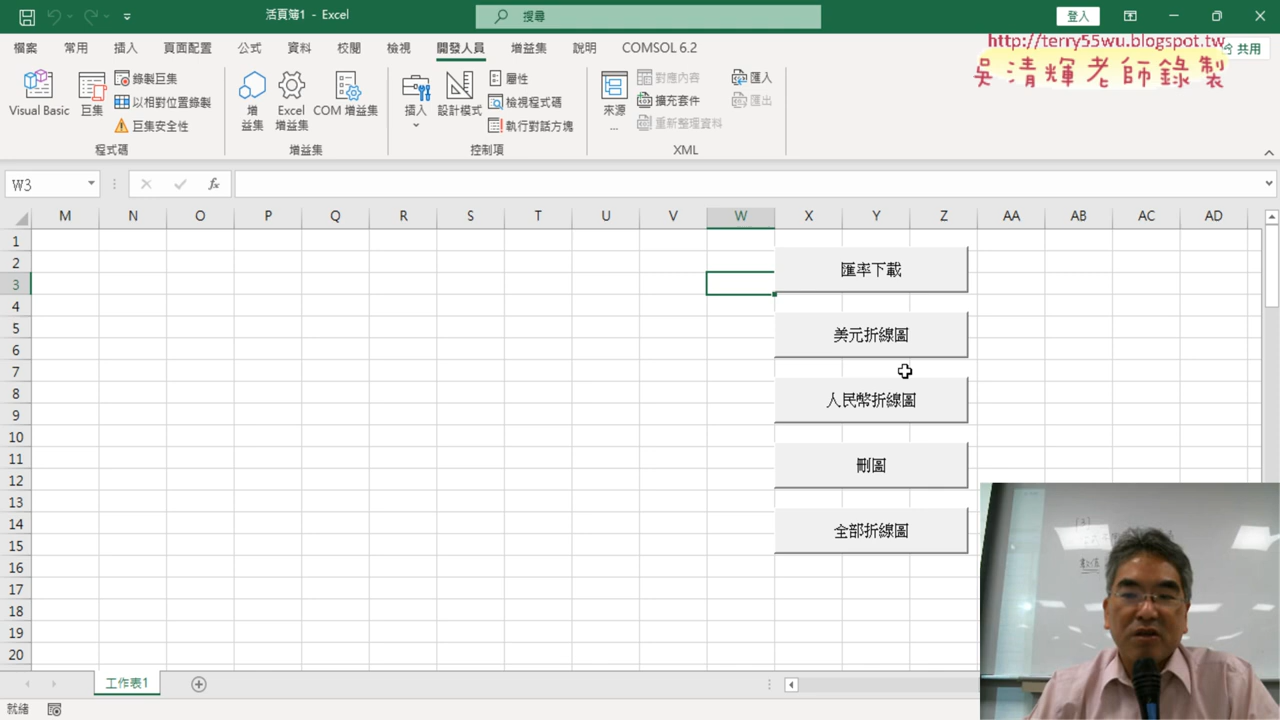 活頁簿1 - Excel
搜尋
登入
檔案 常用 插入 頁面配置 公式 資料 校閱 檢視 開發人員 增益集 說明 COMSOL 6.2
共用
http://terry55wu.blogspot.tw
吳清輝老師錄製
Visual Basic
巨集
錄製巨集
以相對位置錄製
巨集安全性
程式碼
增
益集
Excel
增益集
COM 增益集
增益集
插入
設計模式
屬性
檢視程式碼
執行對話方塊
控制項
來源
...
對應內容
擴充套件
重新整理資料
匯入
匯出
XML
W3
fx
M N O P Q R S T U V W X Y Z AA AB AC AD
1
2
3
4
5
6
7
8
9
10
11
12
13
14
15
16
17
18
19
20
匯率下載
美元折線圖
人民幣折線圖
刪圖
全部折線圖
工作表1
就緒